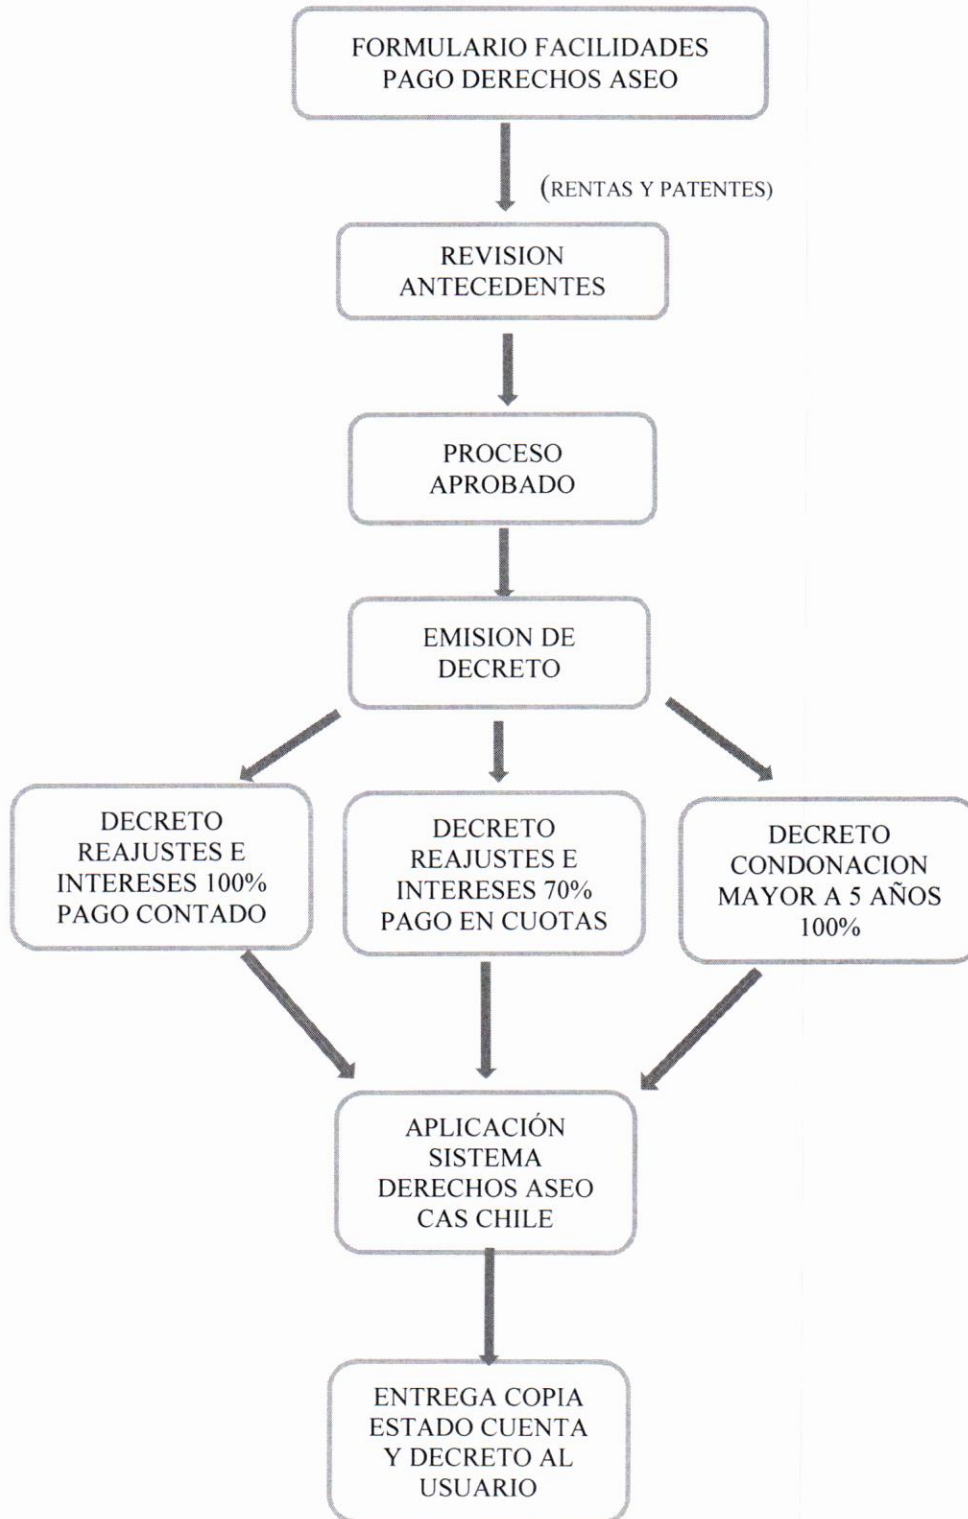 FORMULARIO FACILIDADES
PAGO DERECHOS ASEO
(RENTAS Y PATENTES)
REVISION
ANTECEDENTES
PROCESO
APROBADO
EMISION DE
DECRETO
DECRETO
REAJUSTES E
INTERESES 100%
PAGO CONTADO
DECRETO
REAJUSTES E
INTERESES 70%
PAGO EN CUOTAS
DECRETO
CONDONACION
MAYOR A 5 AÑOS
100%
APLICACIÓN
SISTEMA
DERECHOS ASEO
CAS CHILE
ENTREGA COPIA
ESTADO CUENTA
Y DECRETO AL
USUARIO